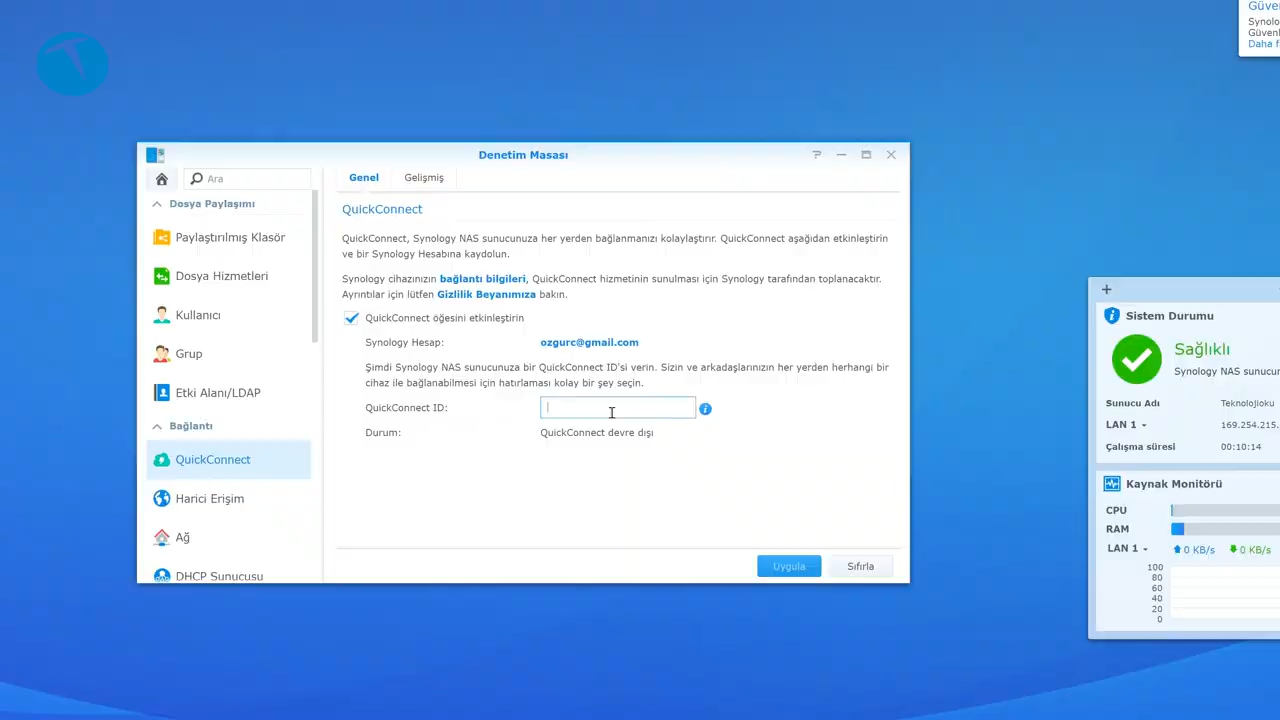 Denetim Masası
Ara
Dosya Paylaşımı
Paylaştırılmış Klasör
Dosya Hizmetleri
Kullanıcı
Grup
Etki Alanı/LDAP
Bağlantı
QuickConnect
Harici Erişim
Ağ
DHCP Sunucusu
Genel
Gelişmiş
QuickConnect
QuickConnect, Synology NAS sunucunuza her yerden bağlanmanızı kolaylaştırır. QuickConnect aşağıdan etkinleştirin
ve bir Synology Hesabına kaydolun.
Synology cihazınızın bağlantı bilgileri, QuickConnect hizmetinin sunulması için Synology tarafından toplanacaktır.
Ayrıntılar için lütfen Gizlilik Beyanımıza bakın.
QuickConnect öğesini etkinleştirin
Synology Hesap: ozgurc@gmail.com
Şimdi Synology NAS sunucunuza bir QuickConnect ID'si verin. Sizin ve arkadaşlarınızın her yerden herhangi bir
cihaz ile bağlanabilmesi için hatırlaması kolay bir şey seçin.
QuickConnect ID:
Durum: QuickConnect devre dışı
Uygula Sıfırla
Güven
Synolo
Güvenl
Daha f
Sistem Durumu
Sağlıklı
Synology NAS sunucun
Sunucu Adı Teknolojioku
LAN 1 169.254.215.
Çalışma süresi 00:10:14
Kaynak Monitörü
CPU
RAM
LAN 1 0 KB/s 0 KB/s
100
80
60
40
20
0